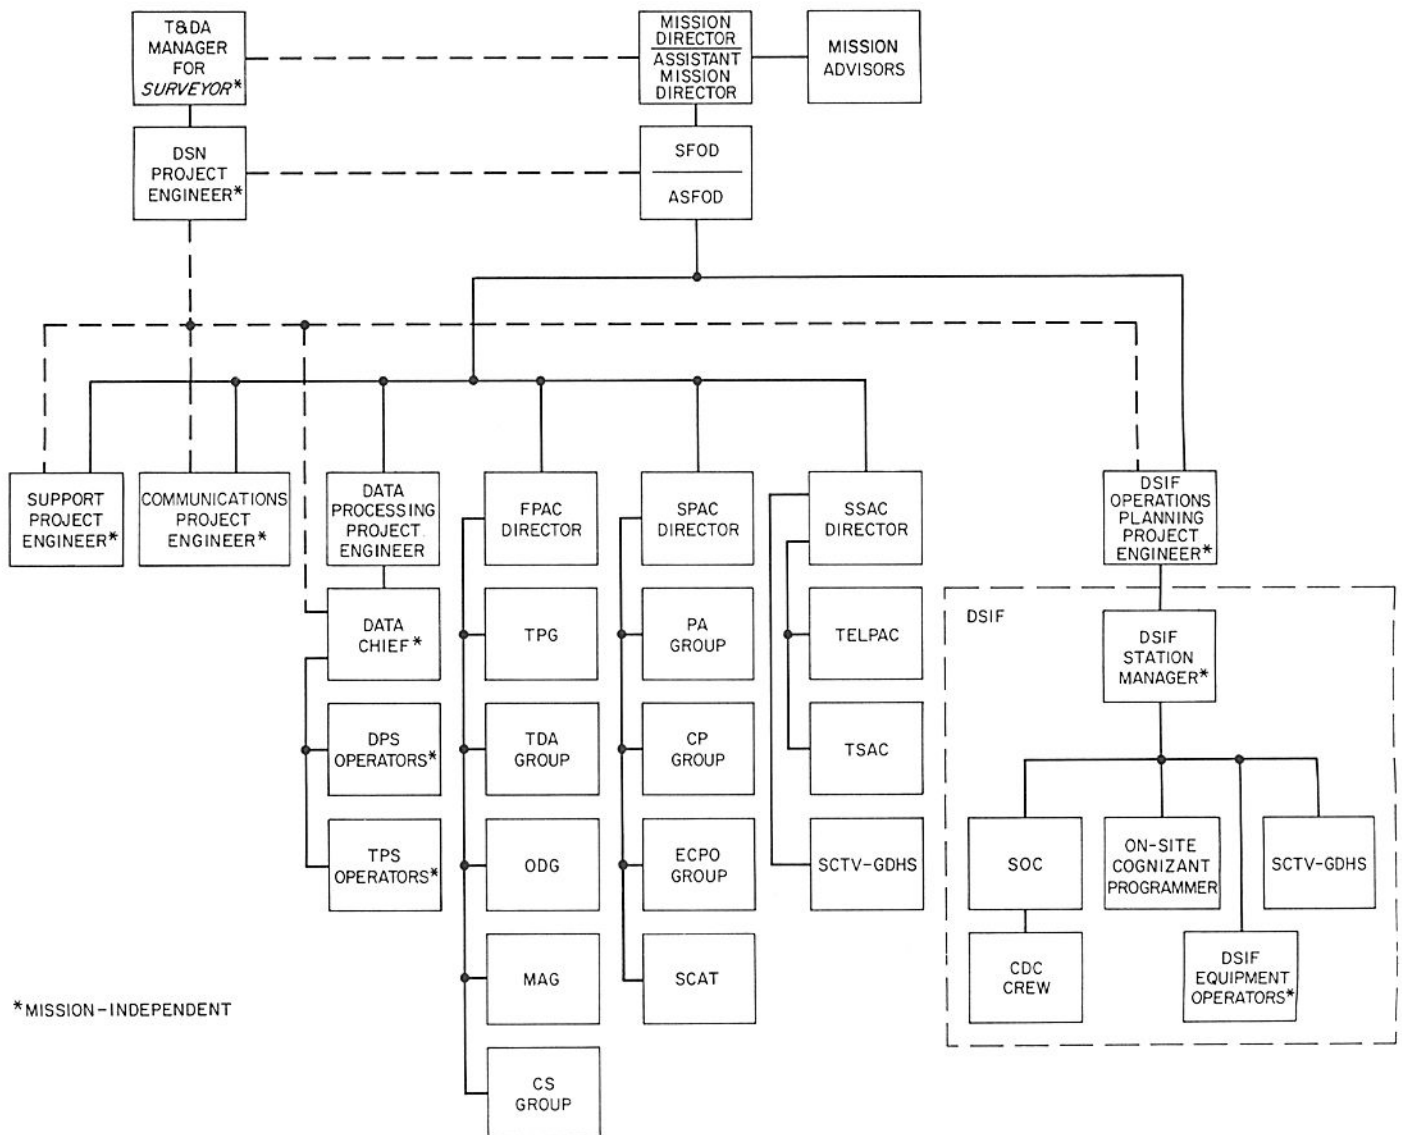 T&DA
MANAGER
FOR
SURVEYOR*
MISSION
DIRECTOR
ASSISTANT
MISSION
DIRECTOR
MISSION
ADVISORS
DSN
PROJECT
ENGINEER*
SFOD
ASFOD
SUPPORT
PROJECT
ENGINEER*
COMMUNICATIONS
PROJECT
ENGINEER*
DATA
PROCESSING
PROJECT
ENGINEER
FPAC
DIRECTOR
SPAC
DIRECTOR
SSAC
DIRECTOR
DSIF
OPERATIONS
PLANNING
PROJECT
ENGINEER*
DATA
CHIEF*
TPG
PA
GROUP
TELPAC
DSIF
DSIF
STATION
MANAGER*
DPS
OPERATORS*
TDA
GROUP
CP
GROUP
TSAC
TPS
OPERATORS*
ODG
ECPO
GROUP
SCTV-GDHS
SOC
ON-SITE
COGNIZANT
PROGRAMMER
SCTV-GDHS
MAG
SCAT
CDC
CREW
DSIF
EQUIPMENT
OPERATORS*
*MISSION-INDEPENDENT
CS
GROUP